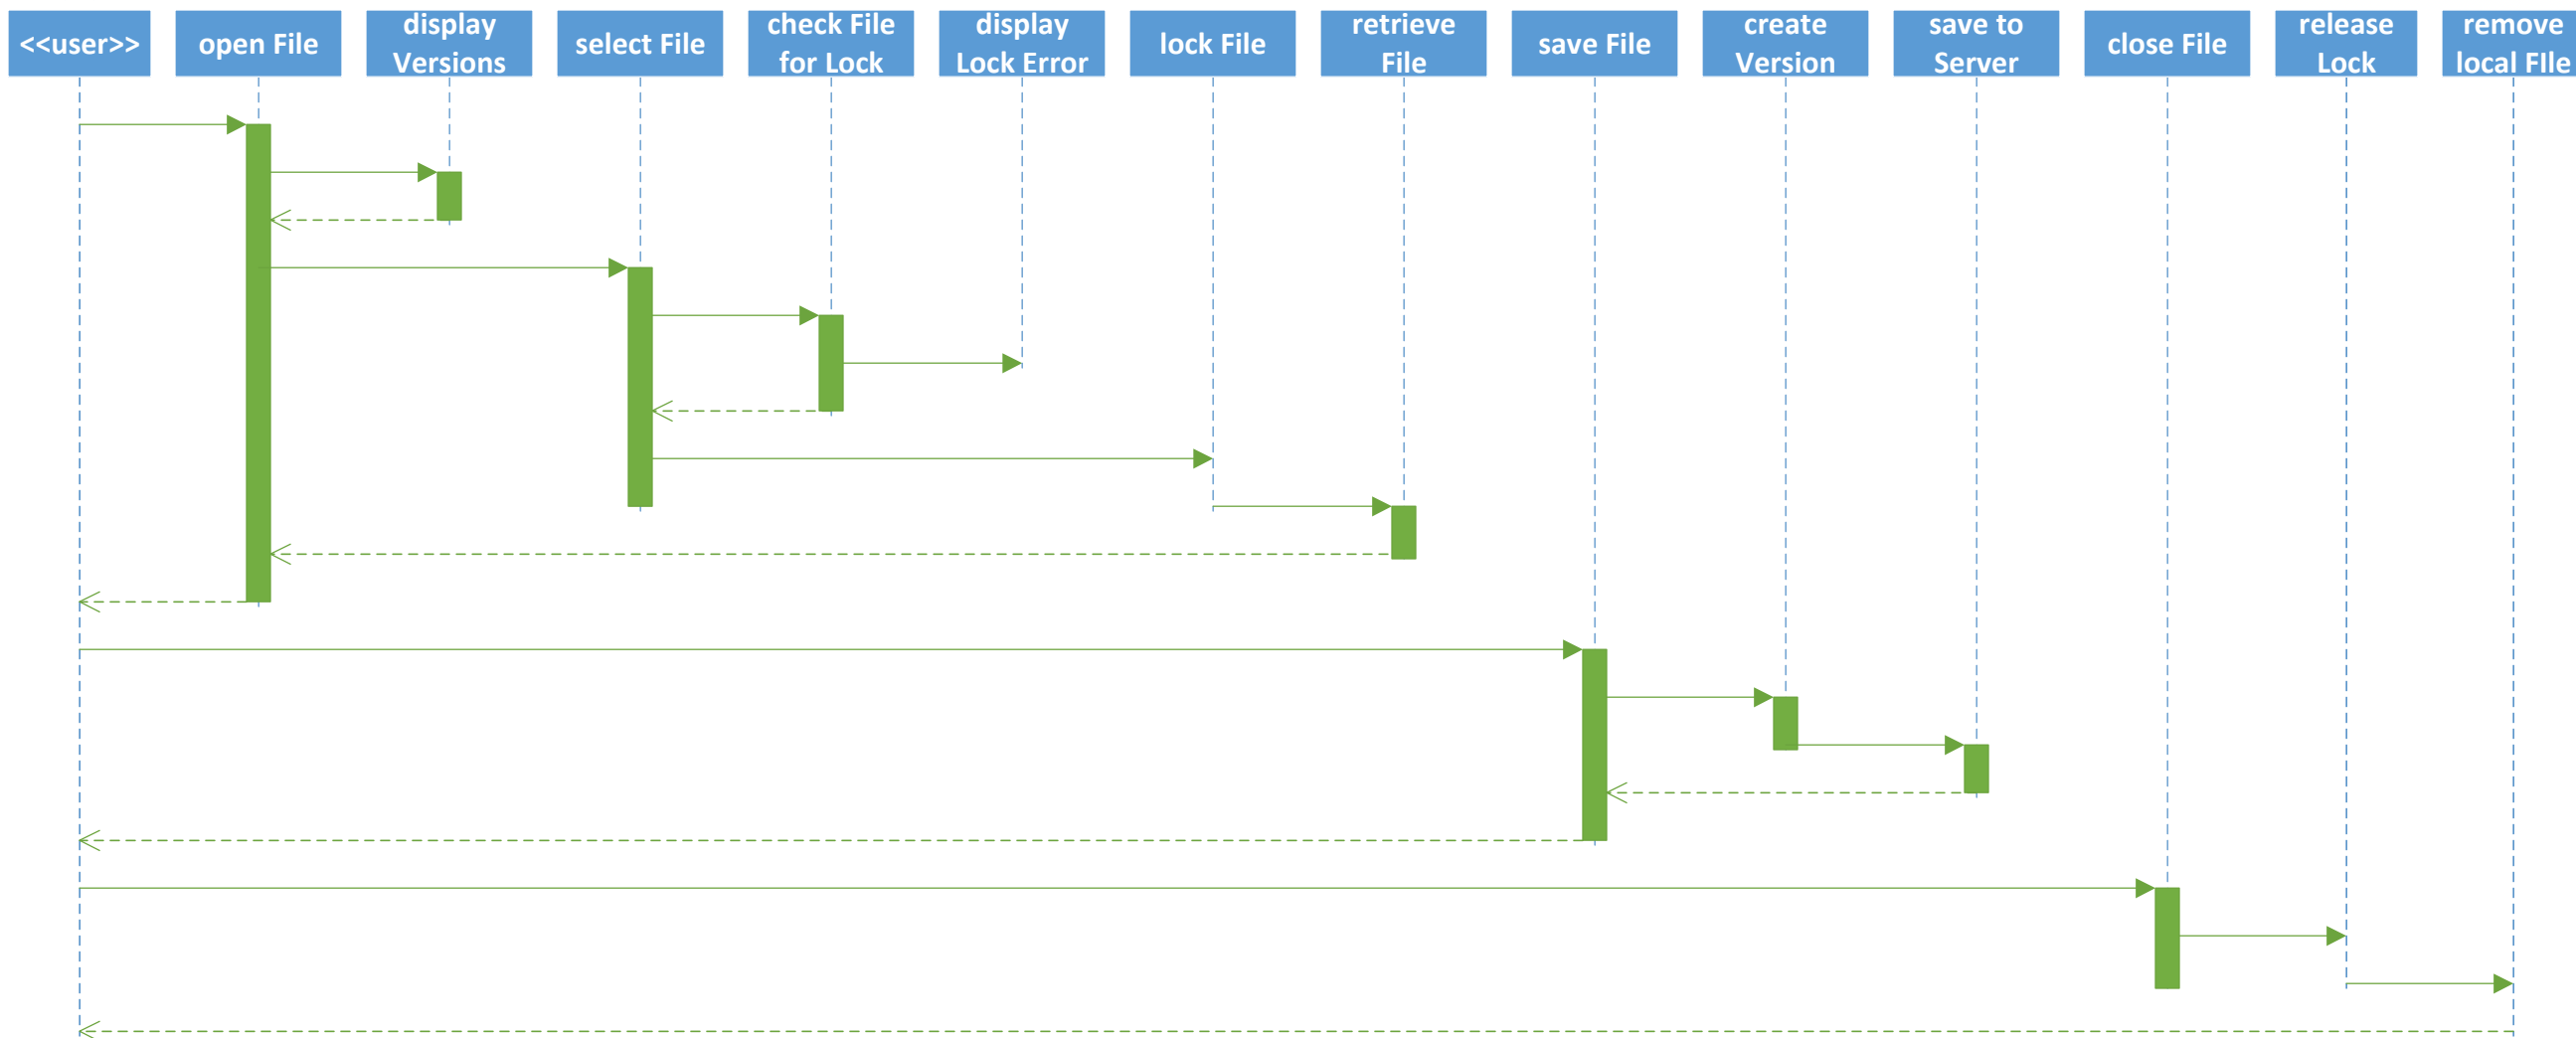 <<user>>
open File
display
Versions
select File
check File
for Lock
display
Lock Error
lock File
retrieve
File
save File
create
Version
save to
Server
close File
release
Lock
remove
local FIle